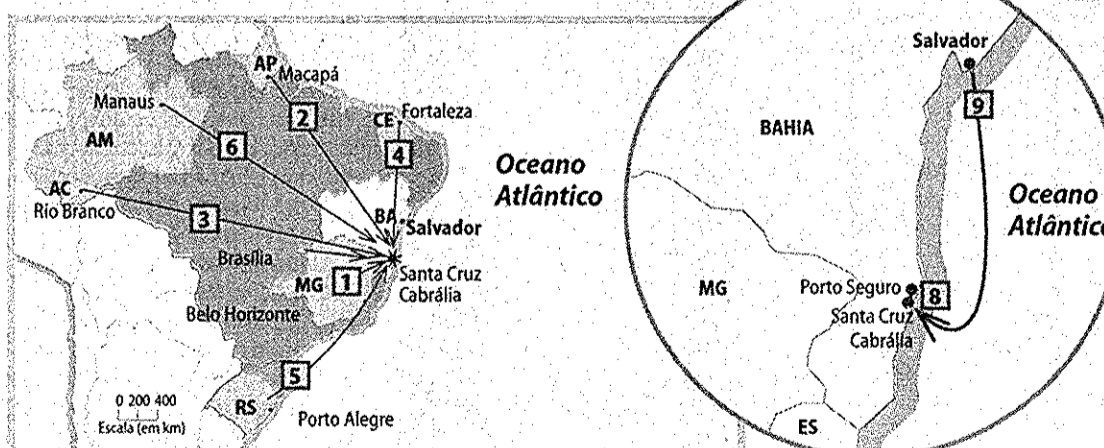 AP
Macapá
Manaus
2
CE
Fortaleza
AM
6
4
Oceano
Atlântico
AC
Rio Branco
3
BA
Salvador
Brasília
MG
1
Santa Cruz
Cabrália
Belo Horizonte
5
0 200 400
Escala (em km)
RS
Porto Alegre
Salvador
9
BAHIA
Oceano
Atlântico
MG
Porto Seguro
8
Santa Cruz
Cabrália
ES